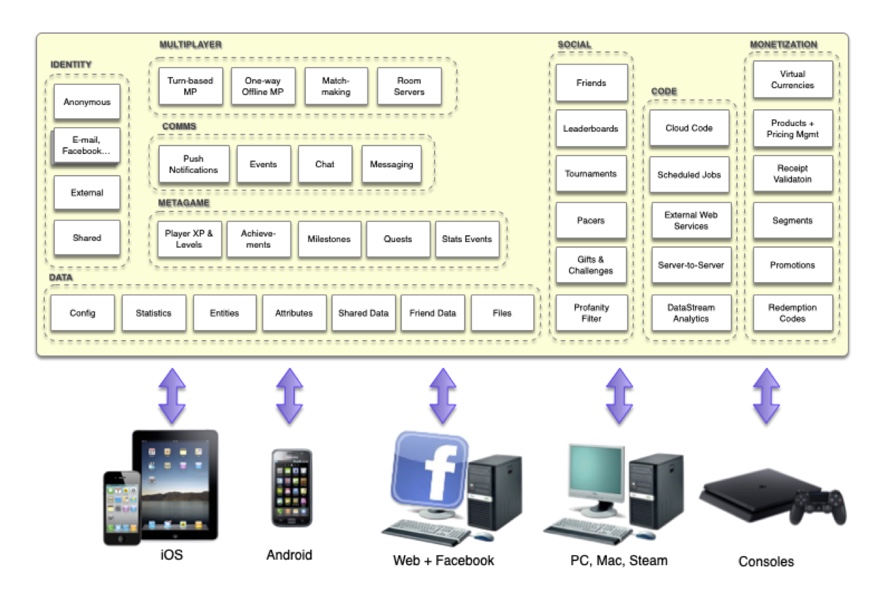 MULTIPLAYER
SOCIAL
MONETIZATION
IDENTITY
Turn-based
MP
One-way
Offline MP
Match-
making
Room
Servers
Friends
CODE
Virtual
Currencies
Anonymous
E-mail,
Facebook...
External
Shared
COMMS
Push
Notifications
Events
Chat
Messaging
METAGAME
Player XP &
Levels
Achieve-
ments
Milestones
Quests
Stats Events
DATA
Config
Statistics
Entities
Attributes
Shared Data
Friend Data
Files
Leaderboards
Tournaments
Pacers
Gifts &
Challenges
Profanity
Filter
Cloud Code
Scheduled Jobs
External Web
Services
Server-to-Server
DataStream
Analytics
Products +
Pricing Mgmt
Receipt
Validatoin
Segments
Promotions
Redemption
Codes
f
iOS
Android
Web + Facebook
PC, Mac, Steam
Consoles